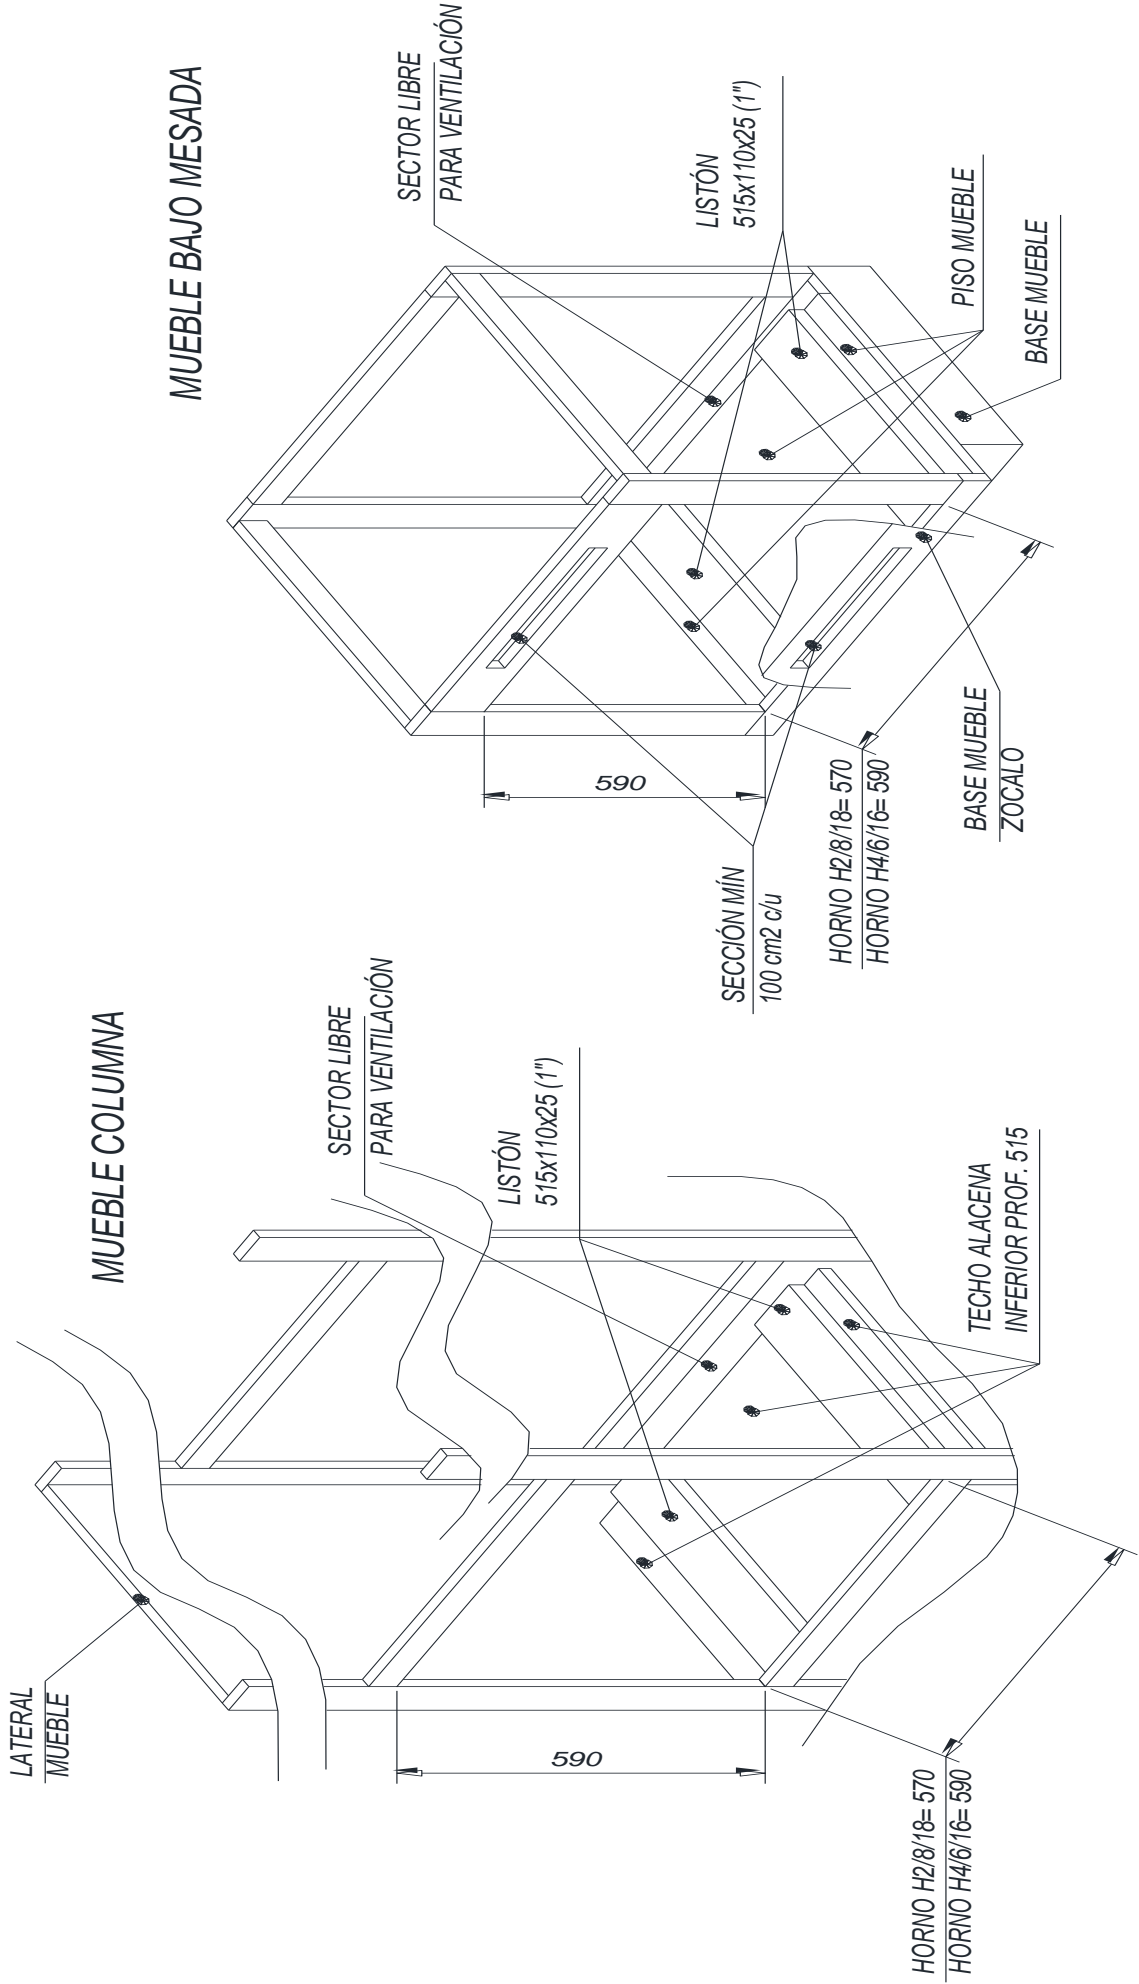 MUEBLE COLUMNA
LATERAL
MUEBLE
SECTOR LIBRE
PARA VENTILACIÓN
LISTÓN
515x110x25 (1")
TECHO ALACENA
INFERIOR PROF. 515
590
HORNO H2/8/18= 570
HORNO H4/6/16= 590
MUEBLE BAJO MESADA
SECTOR LIBRE
PARA VENTILACIÓN
LISTÓN
515x110x25 (1")
PISO MUEBLE
BASE MUEBLE
590
SECCIÓN MÍN
100 cm2 c/u
HORNO H2/8/18= 570
HORNO H4/6/16= 590
BASE MUEBLE
ZOCALO